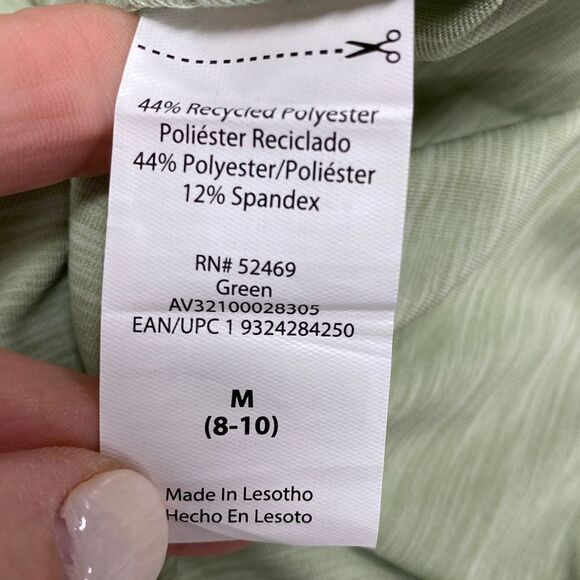 44% Recycled Polyester
Poliéster Reciclado
44% Polyester/Poliéster
12% Spandex
RN# 52469
Green
AV32100028305
EAN/UPC 1 9324284250
M
(8-10)
Made In Lesotho
Hecho En Lesoto